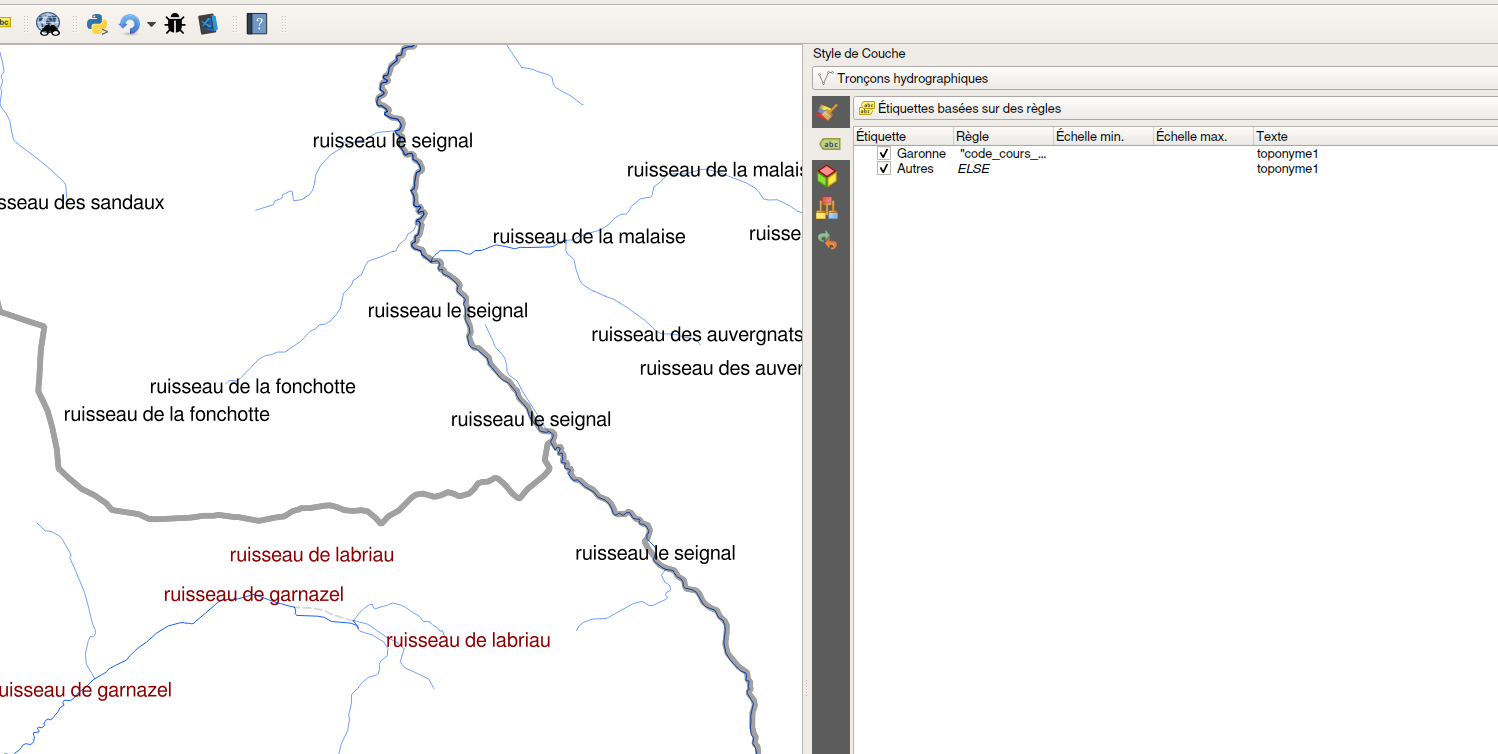 abc
?
Style de Couche
Tronçons hydrographiques
abc
abc
Étiquettes basées sur des règles
abc
Étiquette Règle Échelle min. Échelle max. Texte
Garonne "code_cours_... toponyme1
Autres ELSE toponyme1
ruisseau le seignal
ruisseau de la malais
sseau des sandaux
ruisseau de la malaise
ruisse
ruisseau le seignal
ruisseau des auvergnats
ruisseau des auver
ruisseau de la fonchotte
ruisseau de la fonchotte
ruisseau le seignal
ruisseau de labriau
ruisseau le seignal
ruisseau de garnazel
ruisseau de labriau
uisseau de garnazel